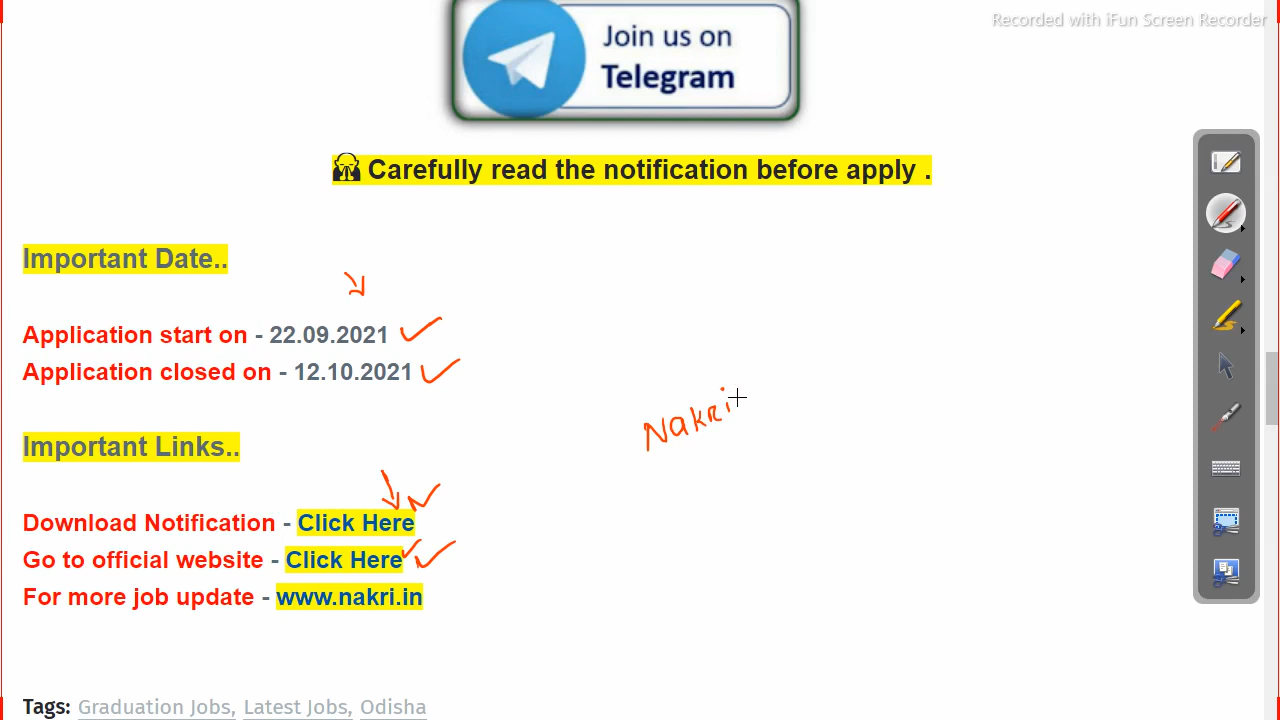 Recorded with iFun Screen Recorder
Join us on
Telegram
Carefully read the notification before apply .
Important Date..
Application start on - 22.09.2021
Application closed on - 12.10.2021
Nakri
Important Links..
Download Notification - Click Here
Go to official website - Click Here
For more job update - www.nakri.in
Tags: Graduation Jobs, Latest Jobs, Odisha